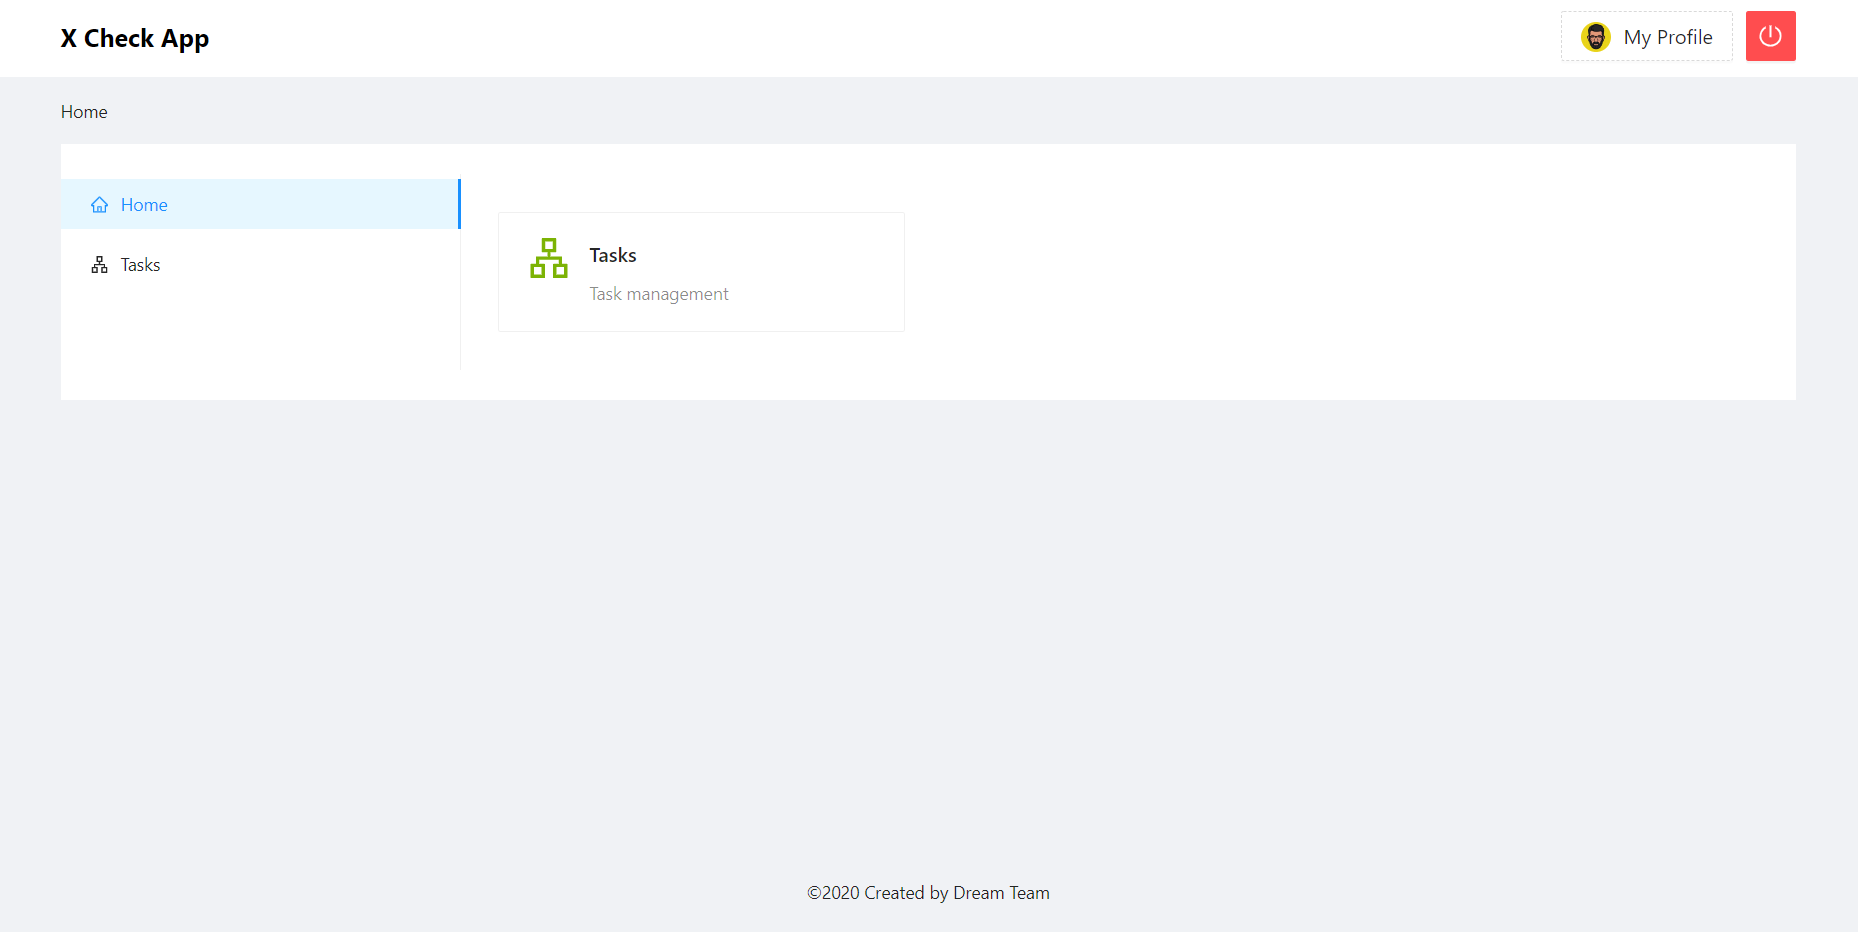 X Check App
My Profile
Home
Home
Tasks
Tasks
Task management
©2020 Created by Dream Team